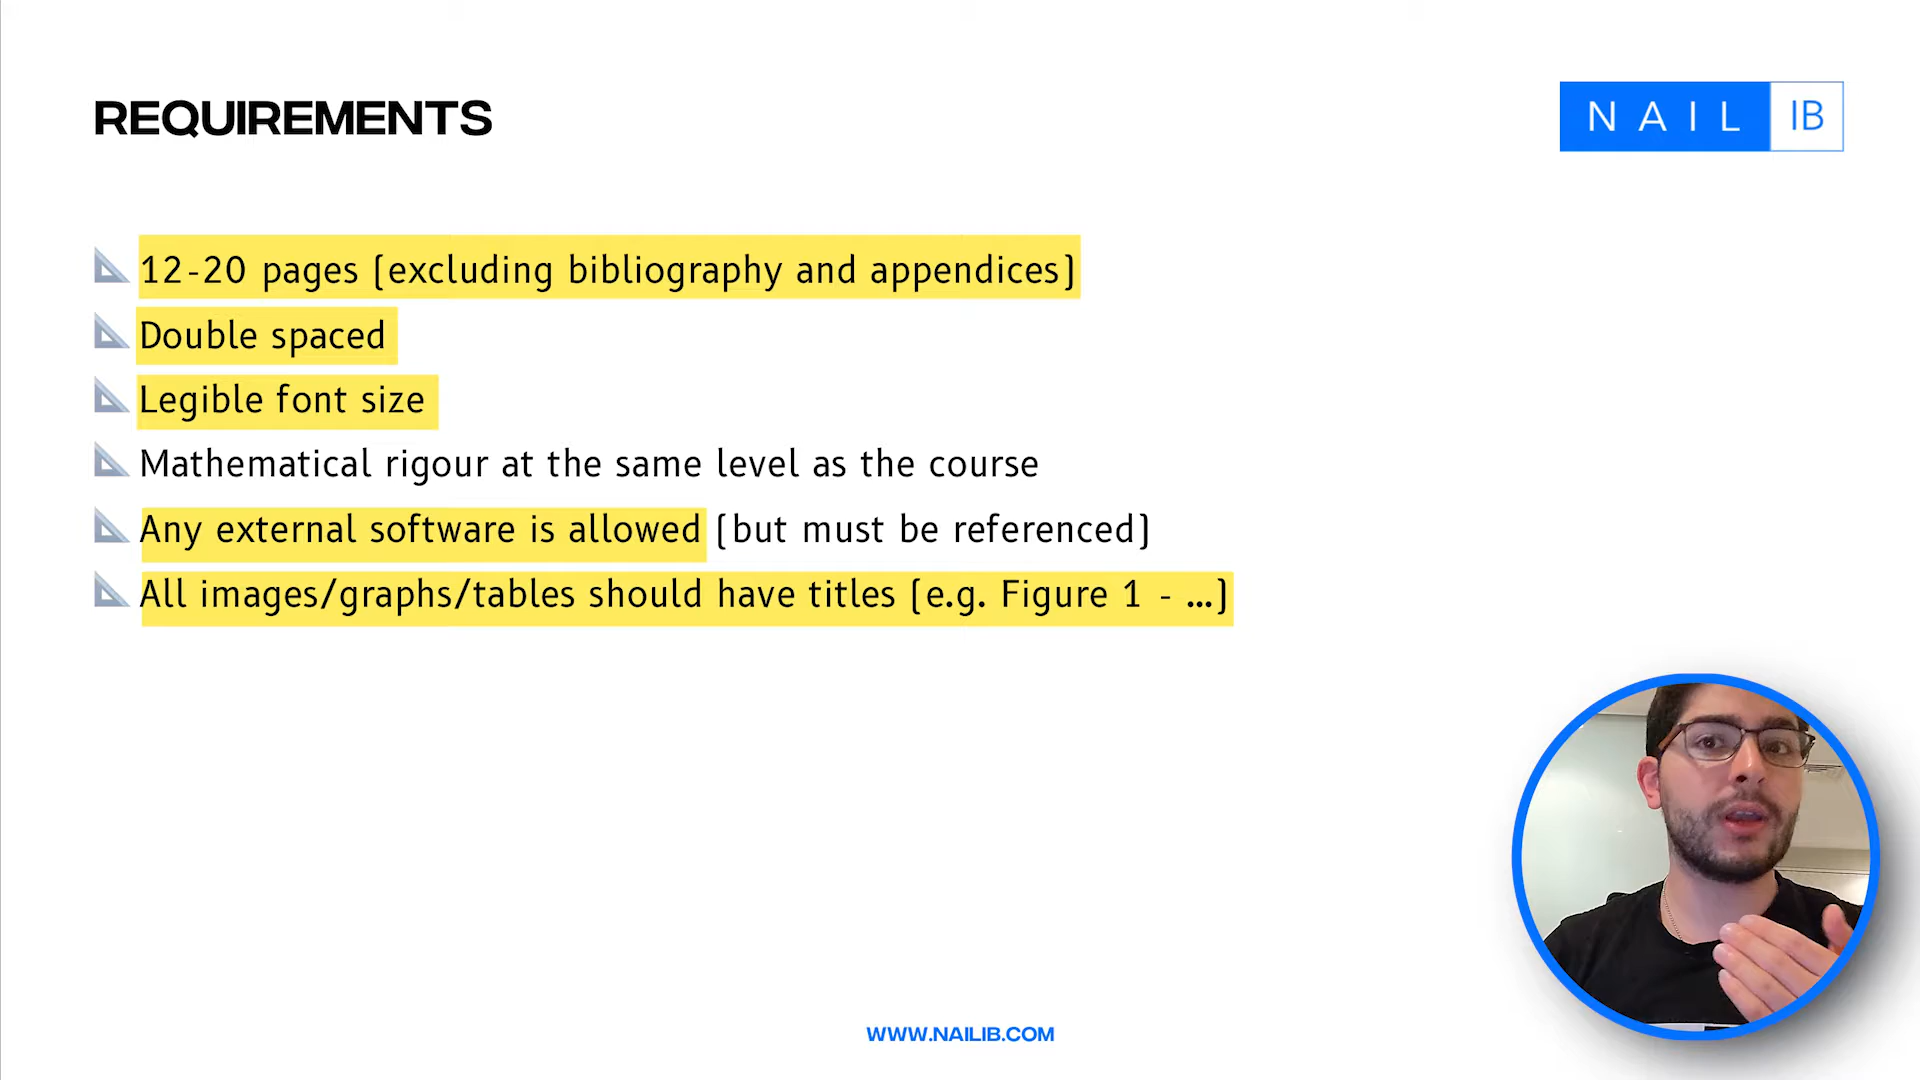 REQUIREMENTS
NAIL IB
12-20 pages (excluding bibliography and appendices)
Double spaced
Legible font size
Mathematical rigour at the same level as the course
Any external software is allowed (but must be referenced)
All images/graphs/tables should have titles (e.g. Figure 1 - ...)
WWW.NAILIB.COM